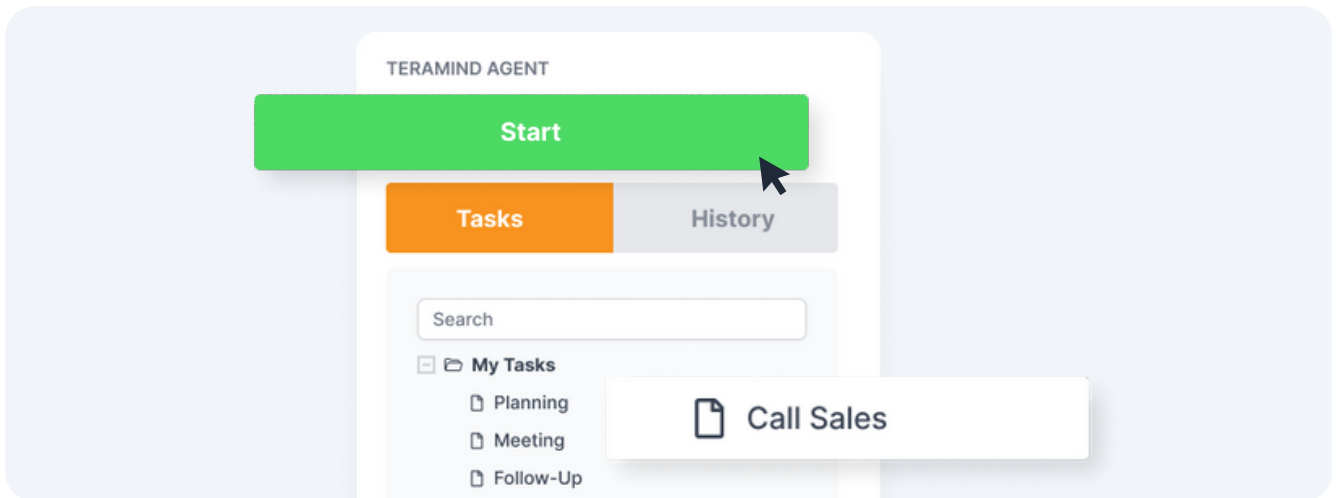 TERAMIND AGENT
Start
Tasks
History
Search
My Tasks
Planning
Call Sales
Meeting
Follow-Up